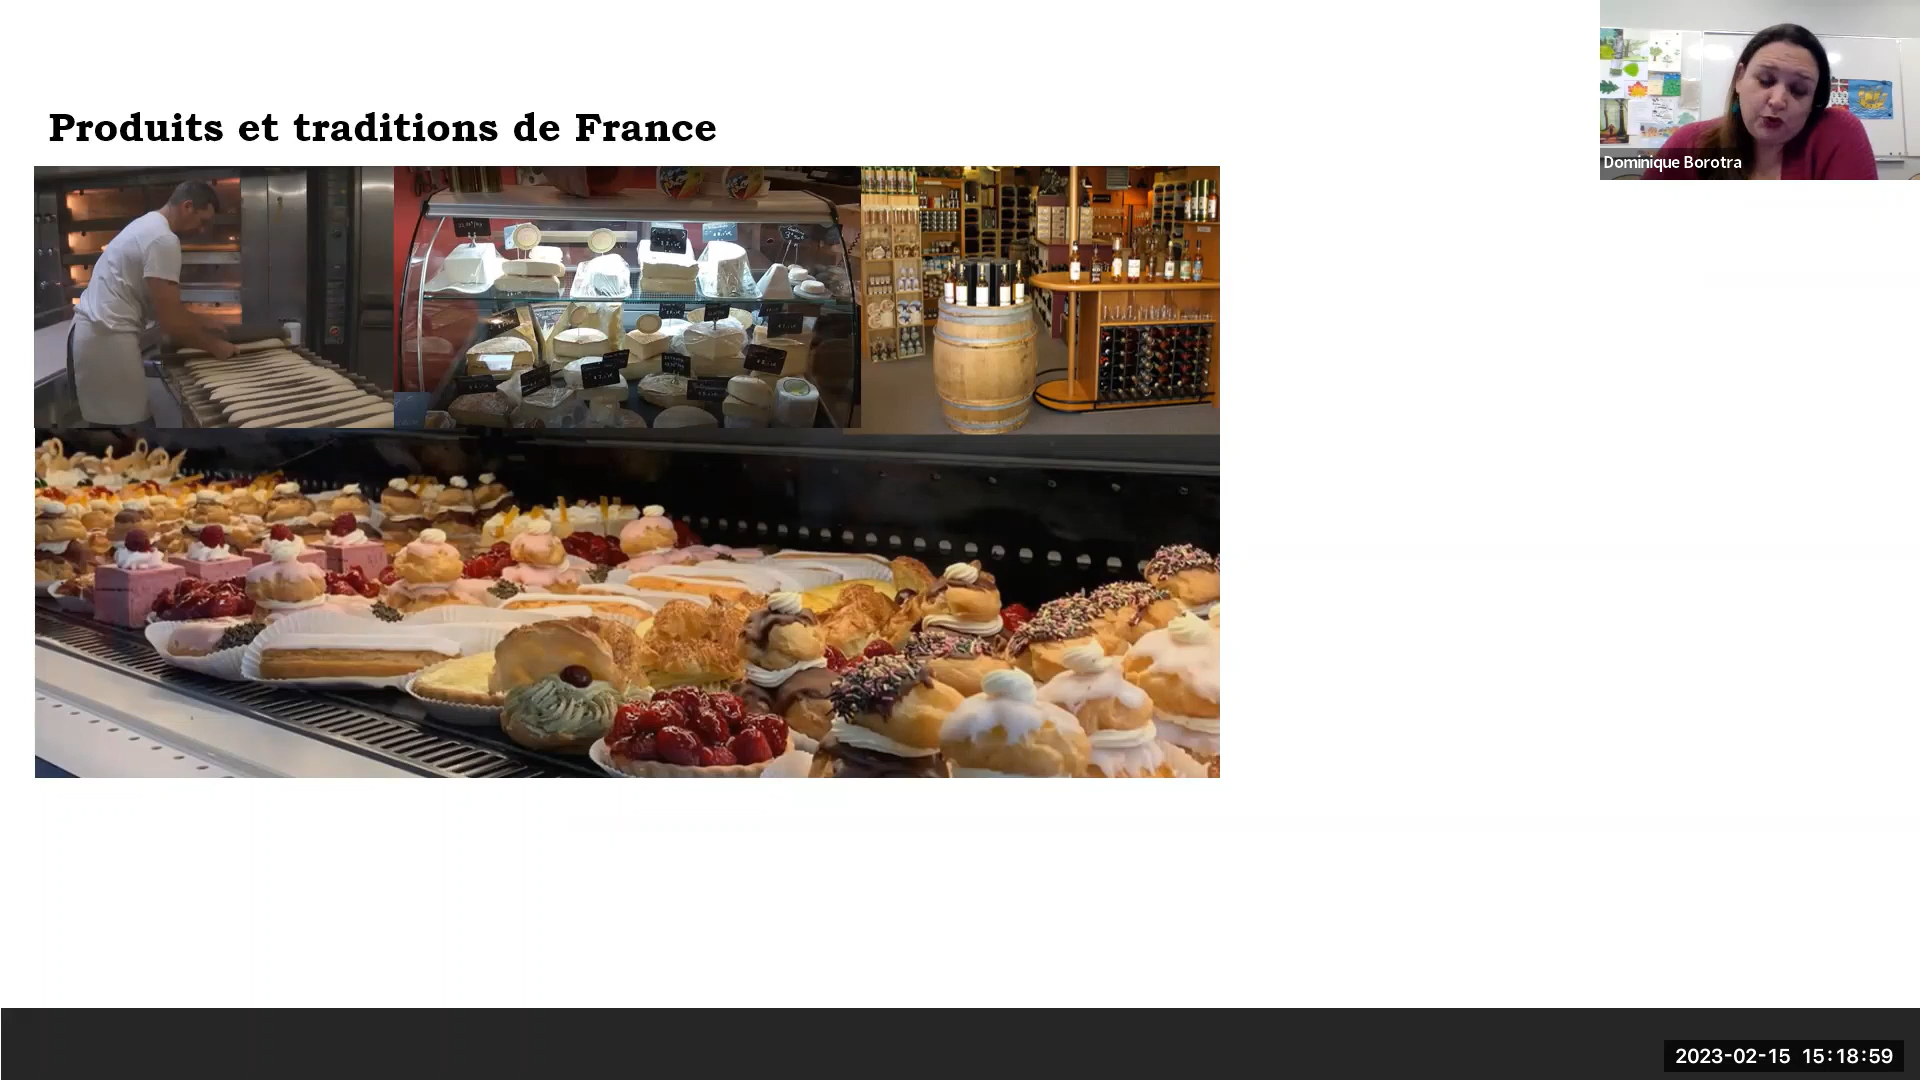 Produits et traditions de France
Dominique Borotra
2023-02-15 15:18:59